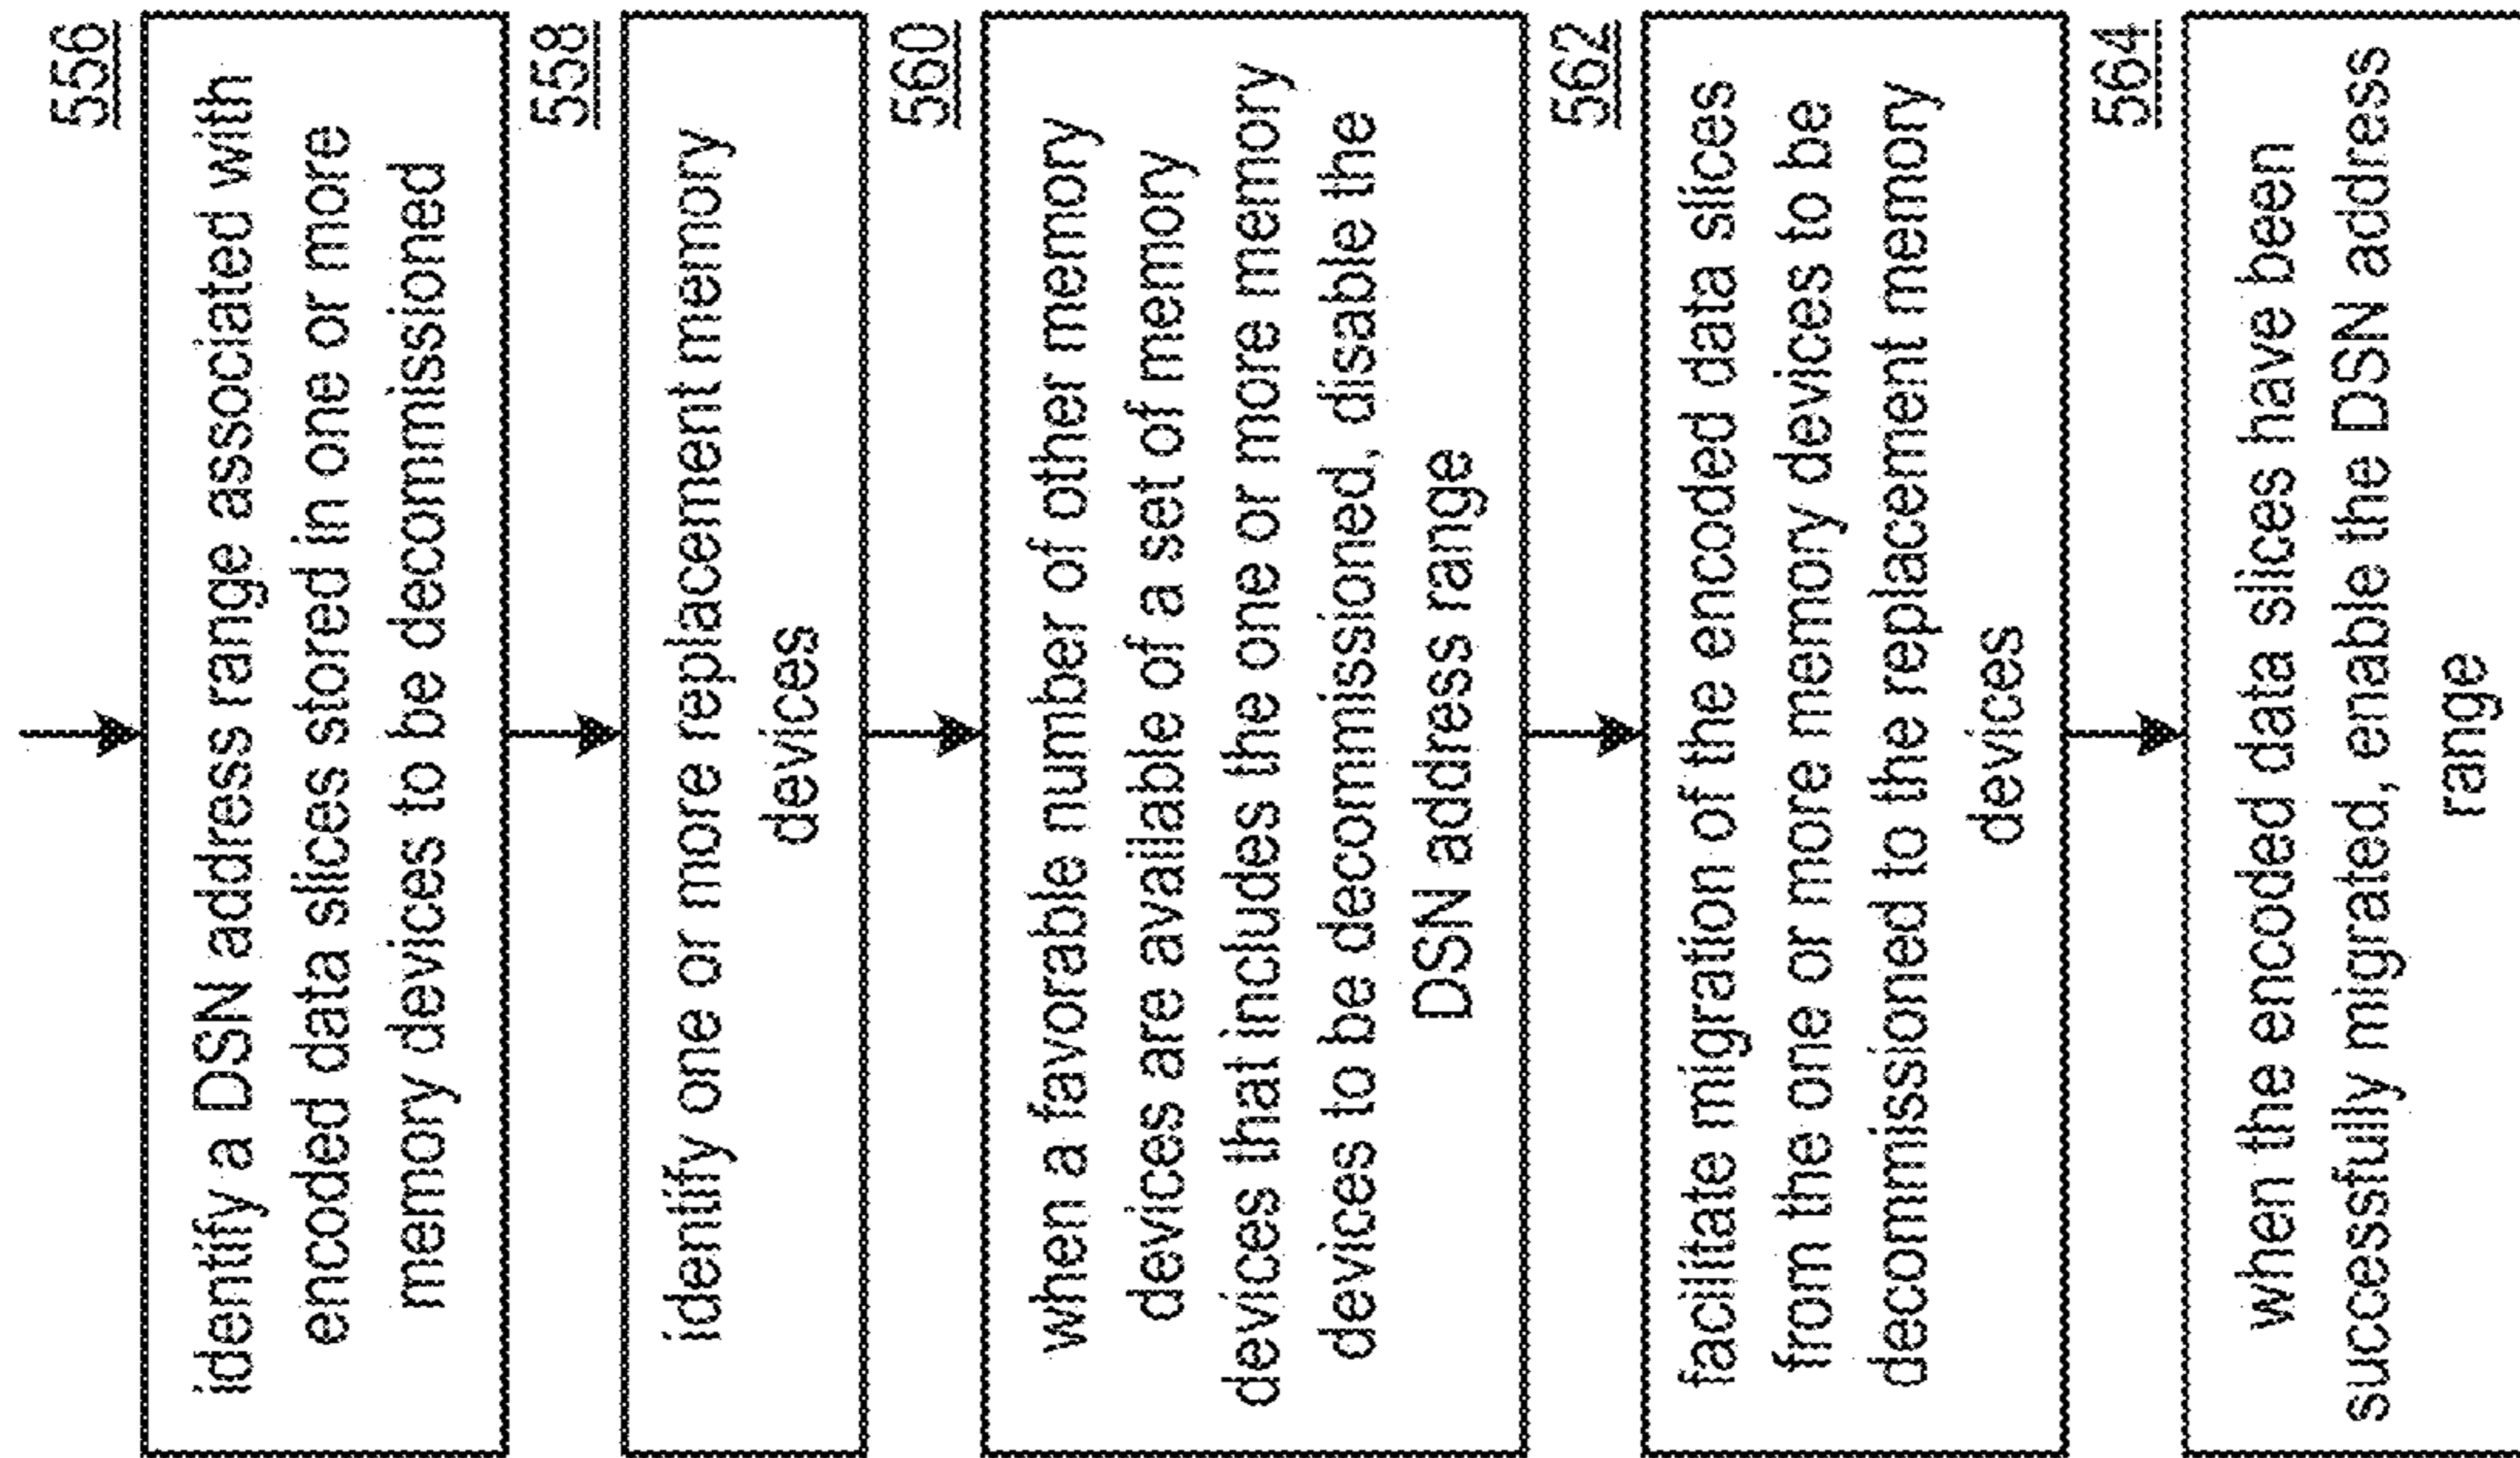 556
identify a DSN address range associated with
encoded data slices stored in one or more
memory devices to be decommissioned
558
identify one or more replacement memory
devices
560
when a favorable number of other memory
devices are available of a set of memory
devices that includes the one or more memory
devices to be decommissioned, disable the
DSN address range
562
facilitate migration of the encoded data slices
from the one or more memory devices to be
decommissioned to the replacement memory
devices
564
when the encoded data slices have been
successfully migrated, enable the DSN address
range